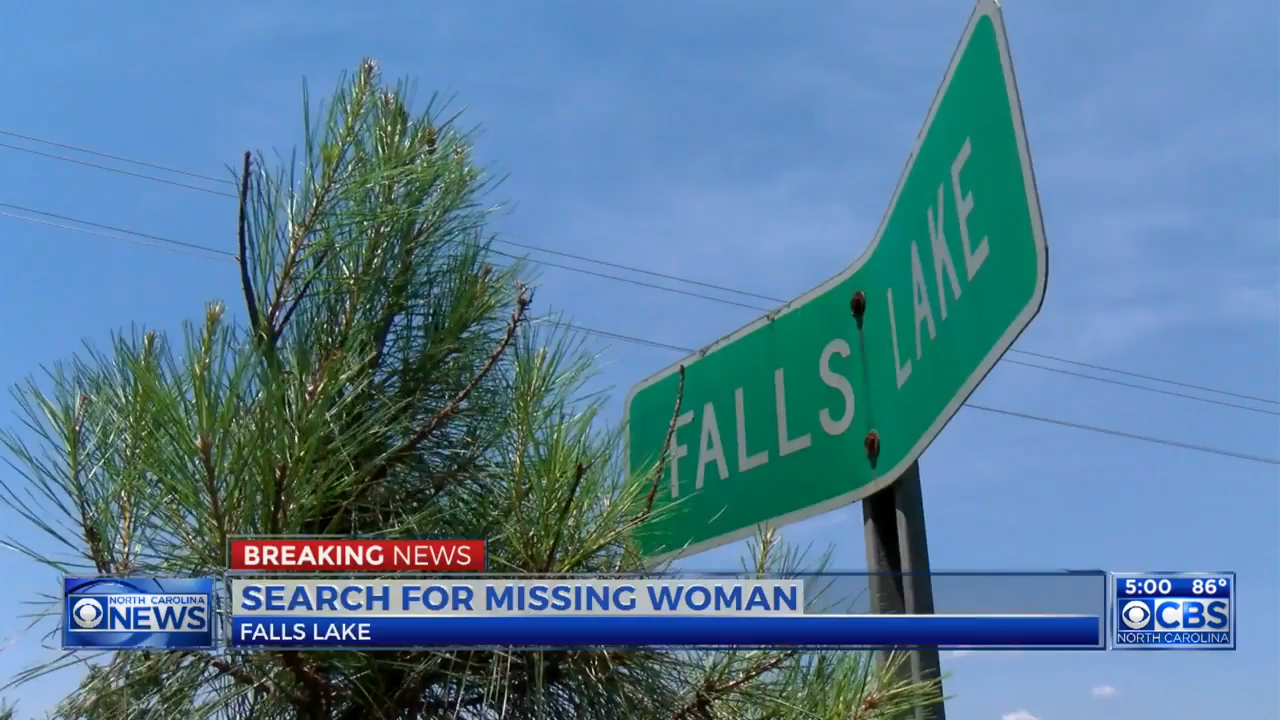 FALLS LAKE
BREAKING NEWS
SEARCH FOR MISSING WOMAN
FALLS LAKE
NORTH CAROLINA
NEWS
5:00 86°
CBS
NORTH CAROLINA